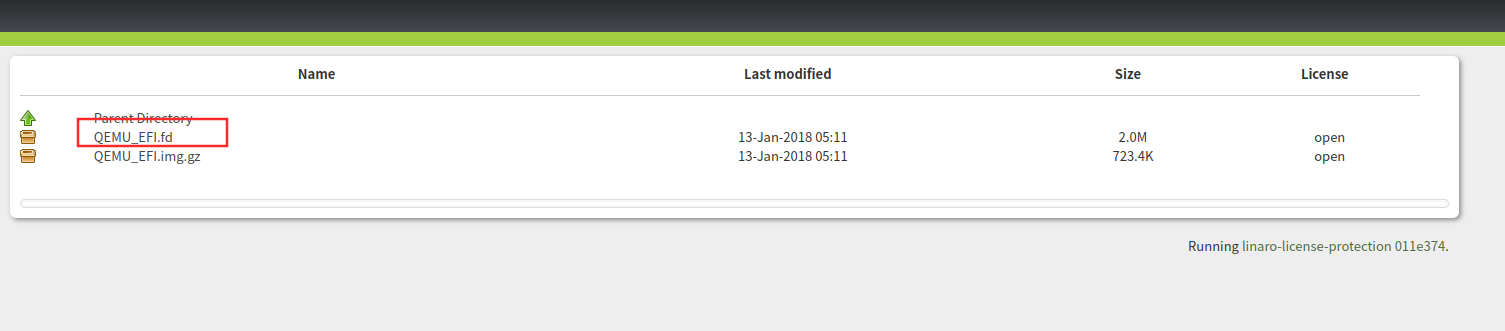 Name Last modified Size License
Parent Directory
QEMU_EFI.fd 13-Jan-2018 05:11 2.0M open
QEMU_EFI.img.gz 13-Jan-2018 05:11 723.4K open
Running linaro-license-protection 011e374.